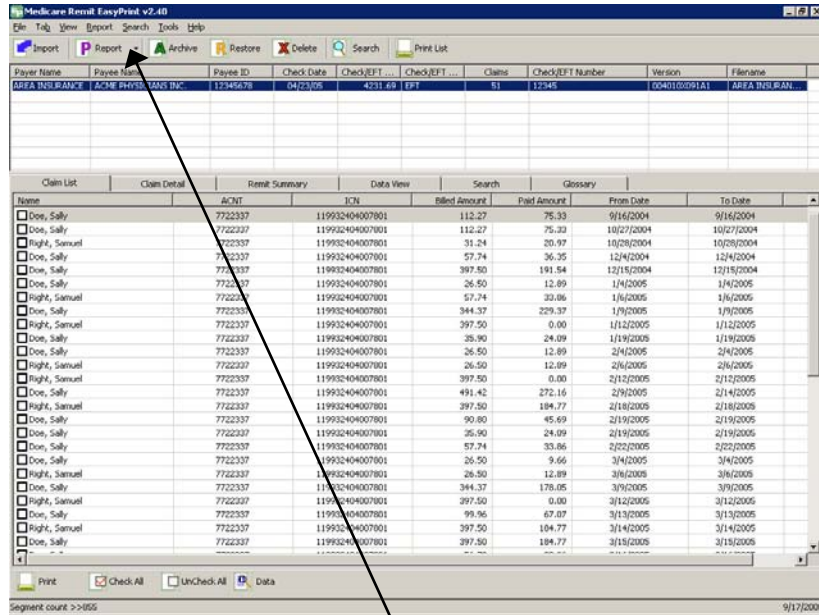 Medicare Remit EasyPrint v2.40
File Tab View Report Search Tools Help
Import Report Archive Restore Delete Search Print List
Payer Name Payee Name Payee ID Check Date Check/EFT ... Check/EFT ... Claims Check/EFT Number Version Filename
AREA INSURANCE ACME PHYSICIANS INC. 12345678 04/23/05 4231.69 EFT 51 12345 004010X091A1 AREA INSURAN...
Claim List Claim Detail Remit Summary Data View Search Glossary
Name ACNT ICN Billed Amount Paid Amount From Date To Date
Doe, Sally 7722337 119932404007801 112.27 75.33 9/16/2004 9/16/2004
Doe, Sally 7722337 119932404007801 112.27 75.33 10/27/2004 10/27/2004
Right, Samuel 7722337 119932404007801 31.24 20.97 10/28/2004 10/28/2004
Doe, Sally 7722337 119932404007801 57.74 36.35 12/4/2004 12/4/2004
Doe, Sally 7722337 119932404007801 397.50 191.54 12/15/2004 12/15/2004
Doe, Sally 7722337 119932404007801 26.50 12.89 1/4/2005 1/4/2005
Right, Samuel 7722337 119932404007801 57.74 33.86 1/6/2005 1/6/2005
Doe, Sally 7722337 119932404007801 344.37 229.37 1/9/2005 1/9/2005
Right, Samuel 7722337 119932404007801 397.50 0.00 1/12/2005 1/12/2005
Doe, Sally 7722337 119932404007801 35.90 24.09 1/19/2005 1/19/2005
Doe, Sally 7722337 119932404007801 26.50 12.89 2/4/2005 2/4/2005
Right, Samuel 7722337 119932404007801 26.50 12.89 2/6/2005 2/6/2005
Right, Samuel 7722337 119932404007801 397.50 0.00 2/12/2005 2/12/2005
Doe, Sally 7722337 119932404007801 491.42 272.16 2/9/2005 2/14/2005
Right, Samuel 7722337 119932404007801 397.50 184.77 2/18/2005 2/18/2005
Doe, Sally 7722337 119932404007801 90.80 45.69 2/19/2005 2/19/2005
Doe, Sally 7722337 119932404007801 35.90 24.09 2/19/2005 2/19/2005
Doe, Sally 7722337 119932404007801 57.74 33.86 2/22/2005 2/22/2005
Doe, Sally 7722337 119932404007801 26.50 9.66 3/4/2005 3/4/2005
Right, Samuel 7722337 119932404007801 26.50 12.89 3/6/2005 3/6/2005
Doe, Sally 7722337 119932404007801 344.37 178.05 3/9/2005 3/9/2005
Right, Samuel 7722337 119932404007801 397.50 0.00 3/12/2005 3/12/2005
Doe, Sally 7722337 119932404007801 99.96 67.07 3/13/2005 3/13/2005
Right, Samuel 7722337 119932404007801 397.50 184.77 3/14/2005 3/14/2005
Doe, Sally 7722337 119932404007801 397.50 184.77 3/15/2005 3/15/2005
Print Check All UnCheck All Data
Segment count >>855 9/17/200